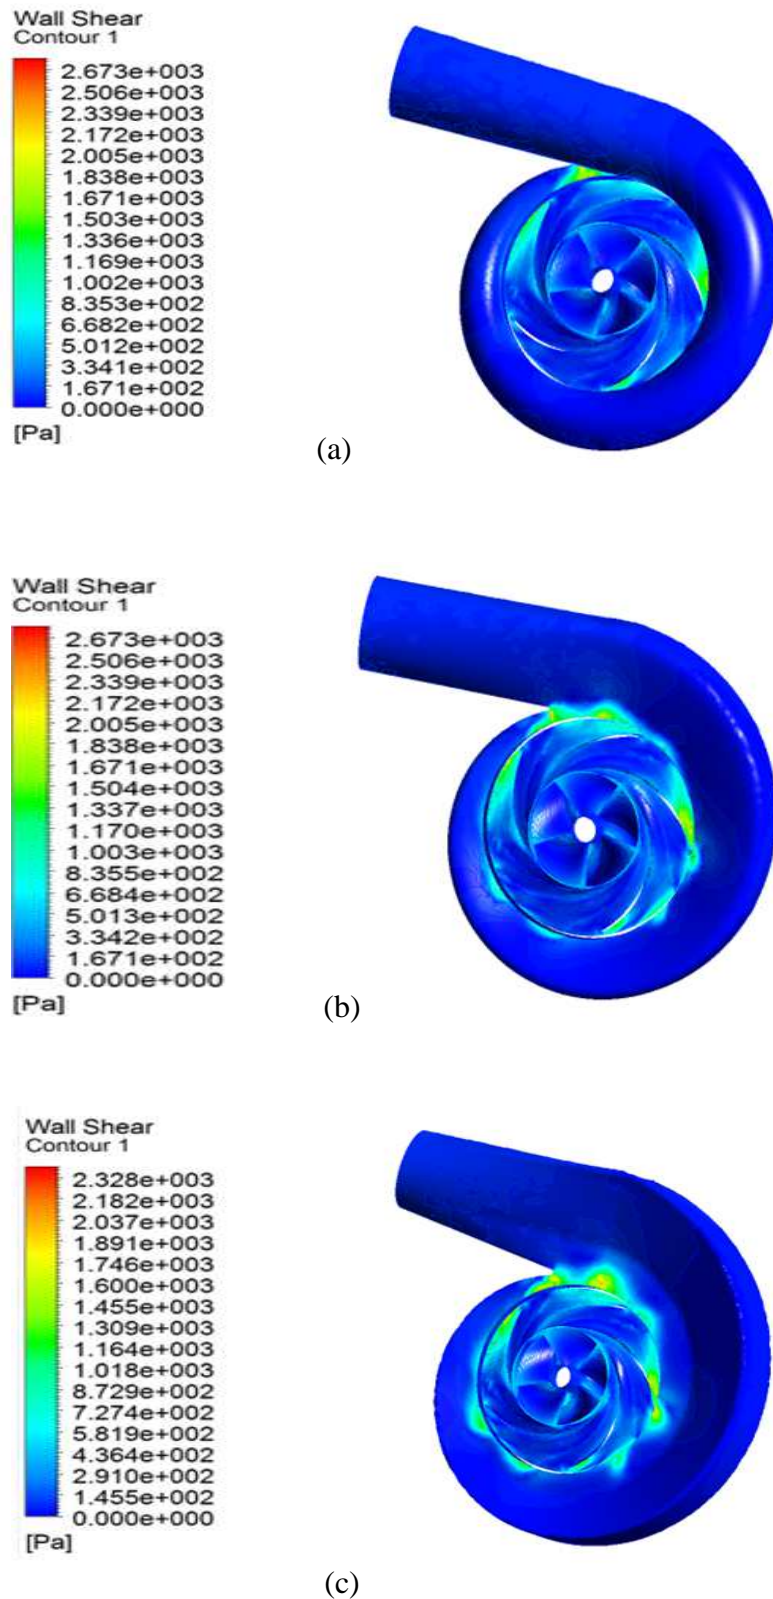 Wall Shear
Contour 1
2.673e+003
2.506e+003
2.339e+003
2.172e+003
2.005e+003
1.838e+003
1.671e+003
1.503e+003
1.336e+003
1.169e+003
1.002e+003
8.353e+002
6.682e+002
5.012e+002
3.341e+002
1.671e+002
0.000e+000
[Pa]
(a)
Wall Shear
Contour 1
2.673e+003
2.506e+003
2.339e+003
2.172e+003
2.005e+003
1.838e+003
1.671e+003
1.504e+003
1.337e+003
1.170e+003
1.003e+003
8.355e+002
6.684e+002
5.013e+002
3.342e+002
1.671e+002
0.000e+000
[Pa]
(b)
Wall Shear
Contour 1
2.328e+003
2.182e+003
2.037e+003
1.891e+003
1.746e+003
1.600e+003
1.455e+003
1.309e+003
1.164e+003
1.018e+003
8.729e+002
7.274e+002
5.819e+002
4.364e+002
2.910e+002
1.455e+002
0.000e+000
[Pa]
(c)